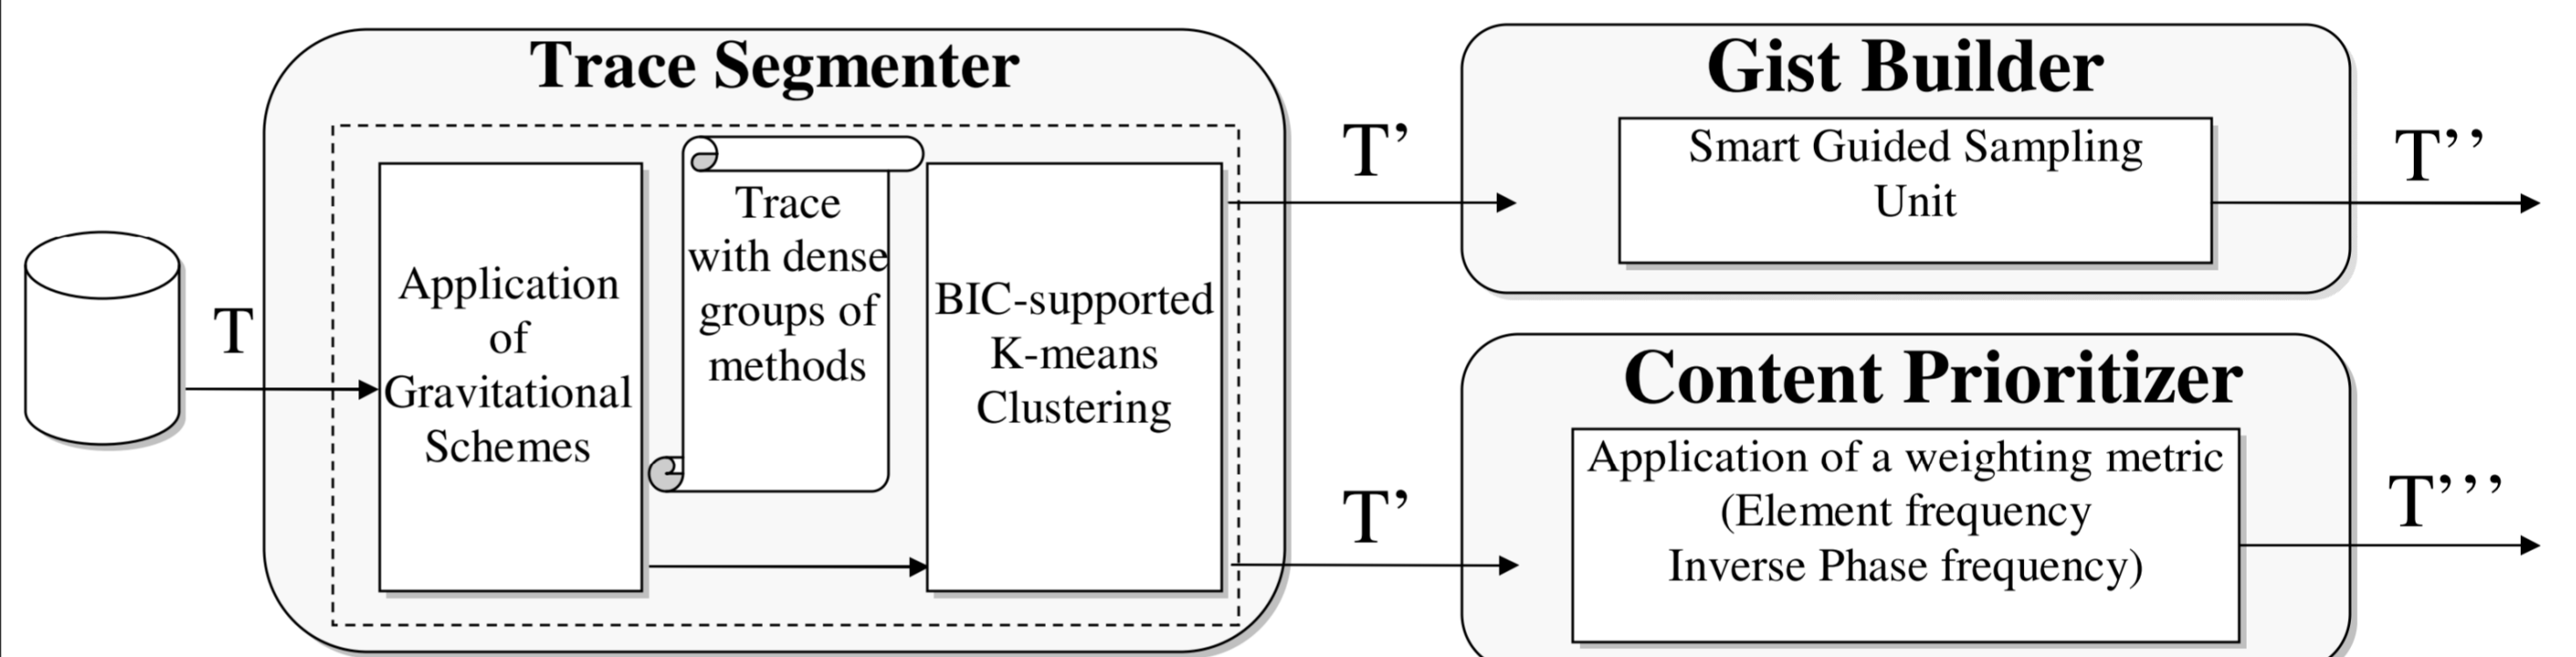 Trace Segmenter
T
Application
of
Gravitational
Schemes
Trace
with dense
groups of
methods
BIC-supported
K-means
Clustering
T’
T’
Gist Builder
Smart Guided Sampling
Unit
T’’
Content Prioritizer
Application of a weighting metric
(Element frequency
Inverse Phase frequency)
T’’’